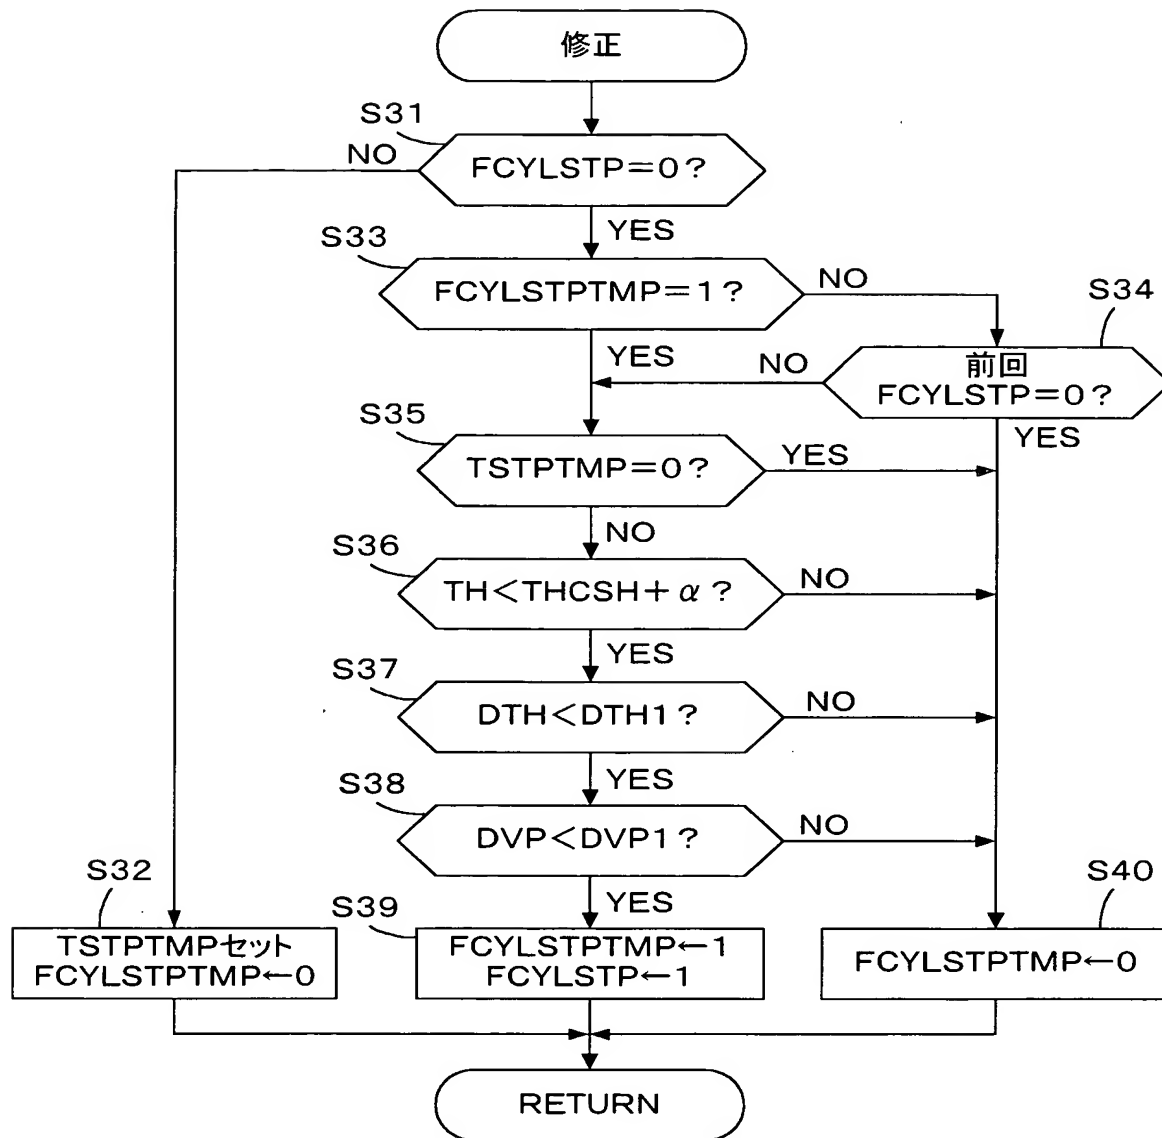 修正
S31
NO
FCYLSTP=0?
YES
S33
FCYLSTPTMP=1?
NO
S34
YES
NO
前回
FCYLSTP=0?
YES
S35
TSTPTMP=0?
YES
NO
S36
TH<THCSH+α?
NO
YES
S37
DTH<DTH1?
NO
YES
S38
DVP<DVP1?
NO
YES
S32
TSTPTMPセット
FCYLSTPTMP←0
S39
FCYLSTPTMP←1
FCYLSTP←1
S40
FCYLSTPTMP←0
RETURN